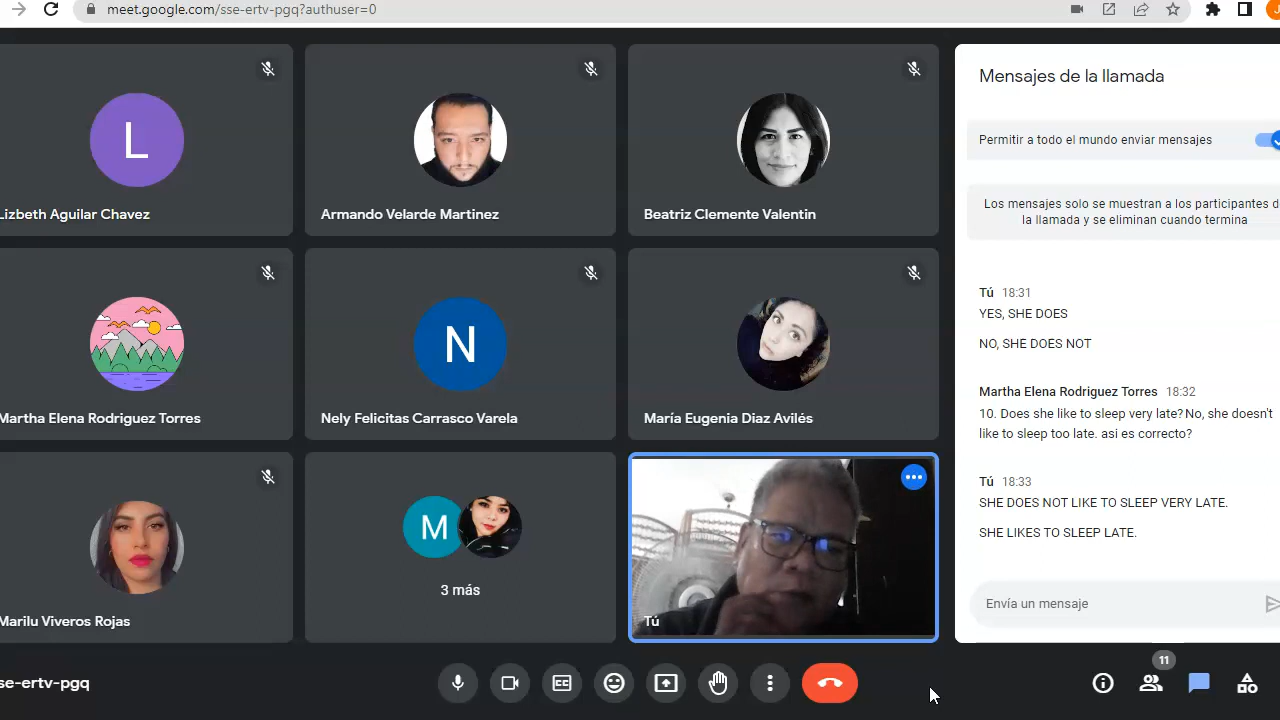 meet.google.com/sse-ertv-pgq?authuser=0
J
L
Lizbeth Aguilar Chavez
Armando Velarde Martinez
Beatriz Clemente Valentin
Martha Elena Rodriguez Torres
N
Nely Felicitas Carrasco Varela
María Eugenia Diaz Avilés
Marilu Viveros Rojas
M
3 más
Tú
Mensajes de la llamada
Permitir a todo el mundo enviar mensajes
Los mensajes solo se muestran a los participantes d
la llamada y se eliminan cuando termina
Tú 18:31
YES, SHE DOES
NO, SHE DOES NOT
Martha Elena Rodriguez Torres 18:32
10. Does she like to sleep very late? No, she doesn't
like to sleep too late. asi es correcto?
Tú 18:33
SHE DOES NOT LIKE TO SLEEP VERY LATE.
SHE LIKES TO SLEEP LATE.
Envía un mensaje
se-ertv-pgq
11